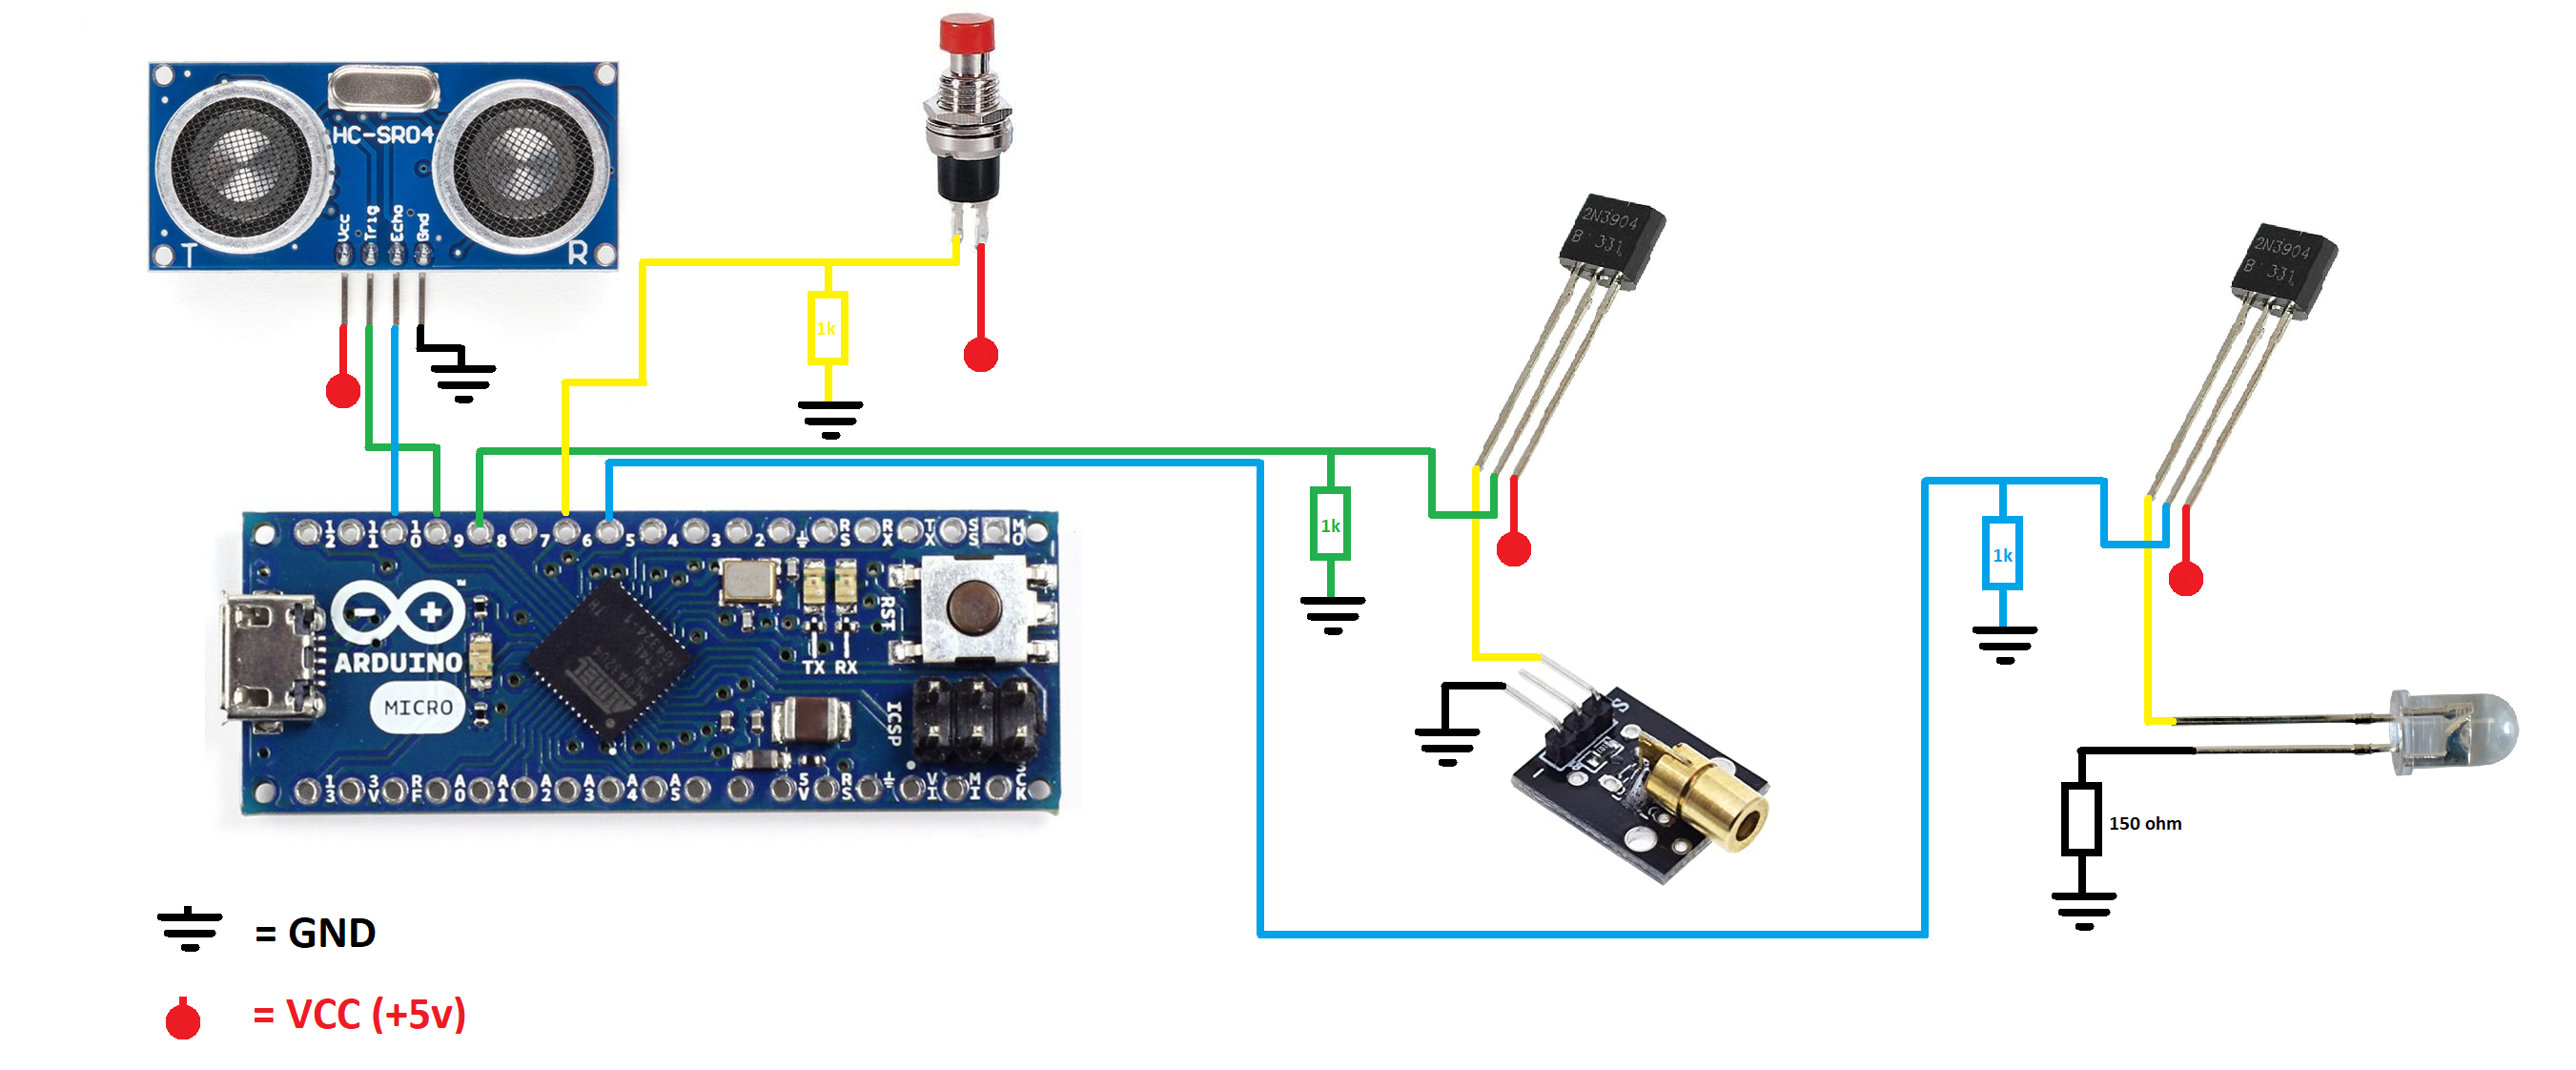 HC-SR04
Vcc
Trig
Echo
Gnd
T
R
1k
2N3904
B 331
2N3904
B 331
1k
1k
12
11
10
9
8
7
6
5
4
3
2
RS
RX
TX
SS
MO
ARDUINO
MICRO
ATMEL
TX RX
RST
ICSP
S
13
3V
RF
A0
A1
A2
A3
A4
A5
5V
RS
VI
MI
CK
150 ohm
= GND
= VCC (+5v)